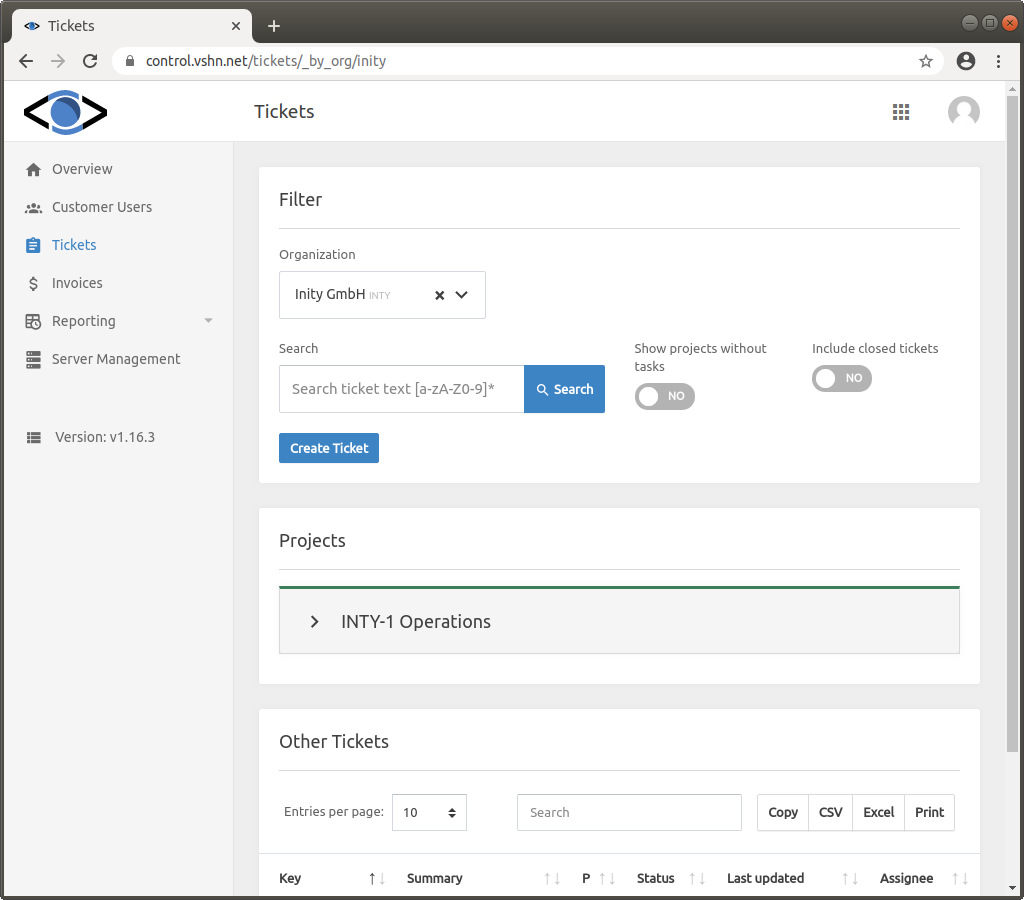 Tickets
control.vshn.net/tickets/_by_org/inity
Tickets
Overview
Customer Users
Tickets
Invoices
Reporting
Server Management
Version: v1.16.3
Filter
Organization
Inity GmbH INTY
Search
Search ticket text [a-zA-Z0-9]*
Search
Show projects without
tasks
NO
Include closed tickets
NO
Create Ticket
Projects
INTY-1 Operations
Other Tickets
Entries per page: 10 Search Copy CSV Excel Print
Key Summary P Status Last updated Assignee